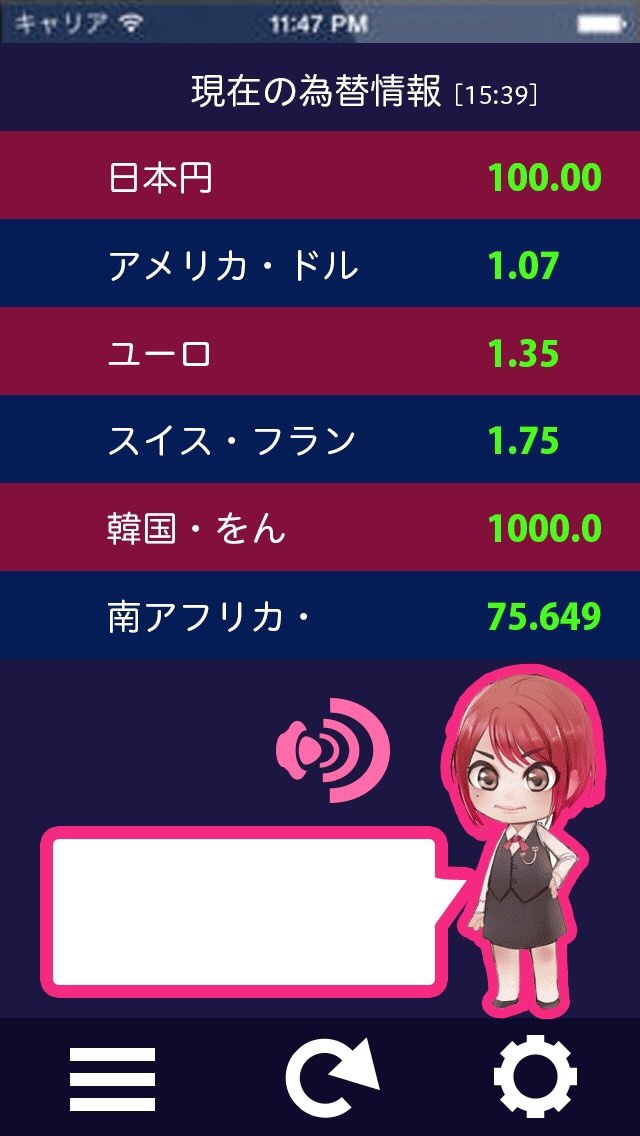 キャリア 11:47 PM
現在の為替情報 [15:39]
日本円 100.00
アメリカ・ドル 1.07
ユーロ 1.35
スイス・フラン 1.75
韓国・をん 1000.0
南アフリカ・ 75.649